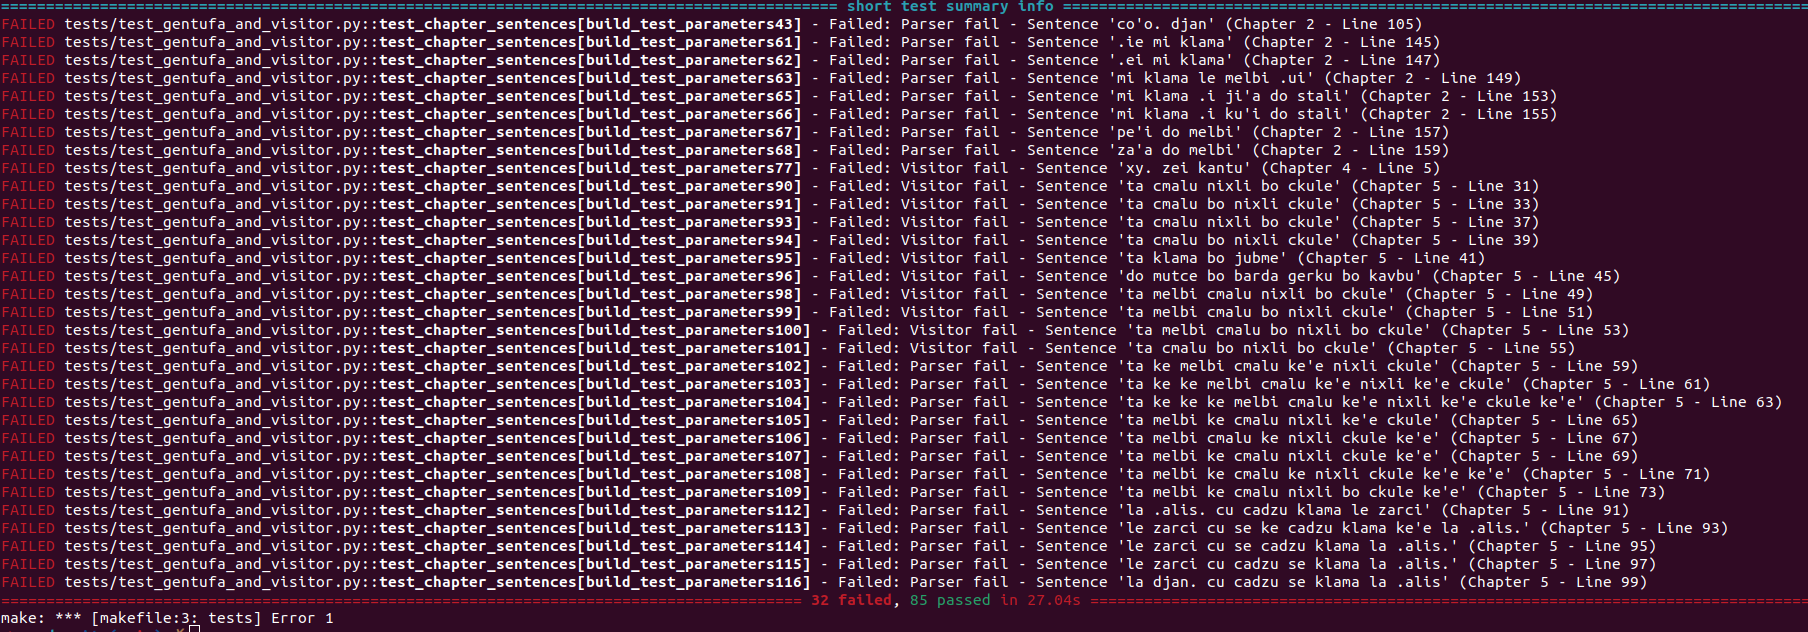 short test summary info
FAILED tests/test_gentufa_and_visitor.py::test_chapter_sentences[build_test_parameters43] - Failed: Parser fail - Sentence 'co'o. djan' (Chapter 2 - Line 105)
FAILED tests/test_gentufa_and_visitor.py::test_chapter_sentences[build_test_parameters61] - Failed: Parser fail - Sentence '.ie mi klama' (Chapter 2 - Line 145)
FAILED tests/test_gentufa_and_visitor.py::test_chapter_sentences[build_test_parameters62] - Failed: Parser fail - Sentence '.ei mi klama' (Chapter 2 - Line 147)
FAILED tests/test_gentufa_and_visitor.py::test_chapter_sentences[build_test_parameters63] - Failed: Parser fail - Sentence 'mi klama le melbi .ui' (Chapter 2 - Line 149)
FAILED tests/test_gentufa_and_visitor.py::test_chapter_sentences[build_test_parameters65] - Failed: Parser fail - Sentence 'mi klama .i ji'a do stali' (Chapter 2 - Line 153)
FAILED tests/test_gentufa_and_visitor.py::test_chapter_sentences[build_test_parameters66] - Failed: Parser fail - Sentence 'mi klama .i ku'i do stali' (Chapter 2 - Line 155)
FAILED tests/test_gentufa_and_visitor.py::test_chapter_sentences[build_test_parameters67] - Failed: Parser fail - Sentence 'pe'i do melbi' (Chapter 2 - Line 157)
FAILED tests/test_gentufa_and_visitor.py::test_chapter_sentences[build_test_parameters68] - Failed: Parser fail - Sentence 'za'a do melbi' (Chapter 2 - Line 159)
FAILED tests/test_gentufa_and_visitor.py::test_chapter_sentences[build_test_parameters77] - Failed: Visitor fail - Sentence 'xy. zei kantu' (Chapter 4 - Line 5)
FAILED tests/test_gentufa_and_visitor.py::test_chapter_sentences[build_test_parameters90] - Failed: Visitor fail - Sentence 'ta cmalu nixli bo ckule' (Chapter 5 - Line 31)
FAILED tests/test_gentufa_and_visitor.py::test_chapter_sentences[build_test_parameters91] - Failed: Visitor fail - Sentence 'ta cmalu bo nixli ckule' (Chapter 5 - Line 33)
FAILED tests/test_gentufa_and_visitor.py::test_chapter_sentences[build_test_parameters93] - Failed: Visitor fail - Sentence 'ta cmalu nixli bo ckule' (Chapter 5 - Line 37)
FAILED tests/test_gentufa_and_visitor.py::test_chapter_sentences[build_test_parameters94] - Failed: Visitor fail - Sentence 'ta cmalu bo nixli ckule' (Chapter 5 - Line 39)
FAILED tests/test_gentufa_and_visitor.py::test_chapter_sentences[build_test_parameters95] - Failed: Visitor fail - Sentence 'ta klama bo jubme' (Chapter 5 - Line 41)
FAILED tests/test_gentufa_and_visitor.py::test_chapter_sentences[build_test_parameters96] - Failed: Visitor fail - Sentence 'do mutce bo barda gerku bo kavbu' (Chapter 5 - Line 45)
FAILED tests/test_gentufa_and_visitor.py::test_chapter_sentences[build_test_parameters98] - Failed: Visitor fail - Sentence 'ta melbi cmalu nixli bo ckule' (Chapter 5 - Line 49)
FAILED tests/test_gentufa_and_visitor.py::test_chapter_sentences[build_test_parameters99] - Failed: Visitor fail - Sentence 'ta melbi cmalu bo nixli ckule' (Chapter 5 - Line 51)
FAILED tests/test_gentufa_and_visitor.py::test_chapter_sentences[build_test_parameters100] - Failed: Visitor fail - Sentence 'ta melbi cmalu bo nixli bo ckule' (Chapter 5 - Line 53)
FAILED tests/test_gentufa_and_visitor.py::test_chapter_sentences[build_test_parameters101] - Failed: Visitor fail - Sentence 'ta cmalu bo nixli bo ckule' (Chapter 5 - Line 55)
FAILED tests/test_gentufa_and_visitor.py::test_chapter_sentences[build_test_parameters102] - Failed: Parser fail - Sentence 'ta ke melbi cmalu ke'e nixli ckule' (Chapter 5 - Line 59)
FAILED tests/test_gentufa_and_visitor.py::test_chapter_sentences[build_test_parameters103] - Failed: Parser fail - Sentence 'ta ke ke melbi cmalu ke'e nixli ke'e ckule' (Chapter 5 - Line 61)
FAILED tests/test_gentufa_and_visitor.py::test_chapter_sentences[build_test_parameters104] - Failed: Parser fail - Sentence 'ta ke ke ke melbi cmalu ke'e nixli ke'e ckule ke'e' (Chapter 5 - Line 63)
FAILED tests/test_gentufa_and_visitor.py::test_chapter_sentences[build_test_parameters105] - Failed: Parser fail - Sentence 'ta melbi ke cmalu nixli ke'e ckule' (Chapter 5 - Line 65)
FAILED tests/test_gentufa_and_visitor.py::test_chapter_sentences[build_test_parameters106] - Failed: Parser fail - Sentence 'ta melbi cmalu ke nixli ckule ke'e' (Chapter 5 - Line 67)
FAILED tests/test_gentufa_and_visitor.py::test_chapter_sentences[build_test_parameters107] - Failed: Parser fail - Sentence 'ta melbi ke cmalu nixli ckule ke'e' (Chapter 5 - Line 69)
FAILED tests/test_gentufa_and_visitor.py::test_chapter_sentences[build_test_parameters108] - Failed: Parser fail - Sentence 'ta melbi ke cmalu ke nixli ckule ke'e ke'e' (Chapter 5 - Line 71)
FAILED tests/test_gentufa_and_visitor.py::test_chapter_sentences[build_test_parameters109] - Failed: Parser fail - Sentence 'ta melbi ke cmalu nixli bo ckule ke'e' (Chapter 5 - Line 73)
FAILED tests/test_gentufa_and_visitor.py::test_chapter_sentences[build_test_parameters112] - Failed: Parser fail - Sentence 'la .alis. cu cadzu klama le zarci' (Chapter 5 - Line 91)
FAILED tests/test_gentufa_and_visitor.py::test_chapter_sentences[build_test_parameters113] - Failed: Parser fail - Sentence 'le zarci cu se ke cadzu klama ke'e la .alis.' (Chapter 5 - Line 93)
FAILED tests/test_gentufa_and_visitor.py::test_chapter_sentences[build_test_parameters114] - Failed: Parser fail - Sentence 'le zarci cu se cadzu klama la .alis.' (Chapter 5 - Line 95)
FAILED tests/test_gentufa_and_visitor.py::test_chapter_sentences[build_test_parameters115] - Failed: Parser fail - Sentence 'le zarci cu cadzu se klama la .alis.' (Chapter 5 - Line 97)
FAILED tests/test_gentufa_and_visitor.py::test_chapter_sentences[build_test_parameters116] - Failed: Parser fail - Sentence 'la djan. cu cadzu se klama la .alis' (Chapter 5 - Line 99)
32 failed, 85 passed in 27.04s
make: *** [makefile:3: tests] Error 1